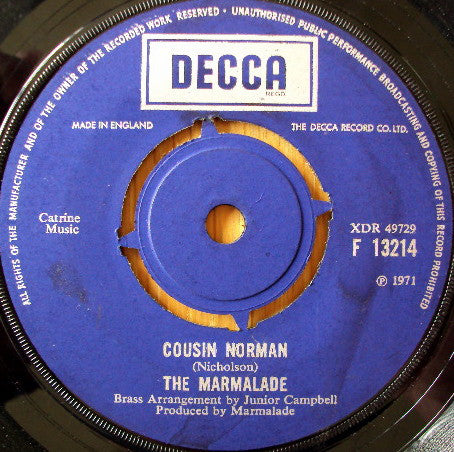 ALL RIGHTS OF THE MANUFACTURER AND OF THE OWNER OF THE RECORDED WORK RESERVED • UNAUTHORISED PUBLIC PERFORMANCE BROADCASTING AND COPYING OF THIS RECORD PROHIBITED
DECCA
REGD
MADE IN ENGLAND
THE DECCA RECORD CO. LTD.
Catrine
Music
XDR 49729
F 13214
℗ 1971
COUSIN NORMAN
(Nicholson)
THE MARMALADE
Brass Arrangement by Junior Campbell
Produced by Marmalade